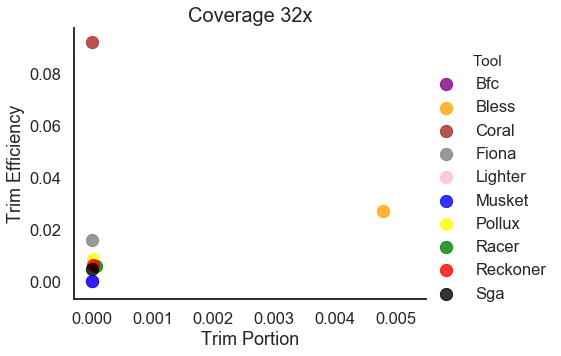 Coverage 32x
Trim Efficiency
0.08
0.06
0.04
0.02
0.00
0.000 0.001 0.002 0.003 0.004 0.005
Trim Portion
Tool
Bfc
Bless
Coral
Fiona
Lighter
Musket
Pollux
Racer
Reckoner
Sga